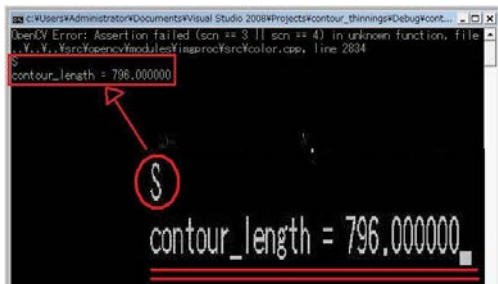 c:¥Users¥Administrator¥Documents¥Visual Studio 2008¥Projects¥contour_thinnings¥Debug¥cont...
OpenCV Error: Assertion failed (scn == 3 || scn == 4) in unknown function, file
..¥..¥..¥src¥opencv¥modules¥imgproc¥src¥color.cpp, line 2834
S
contour_length = 796.000000
S
contour_length = 796.000000